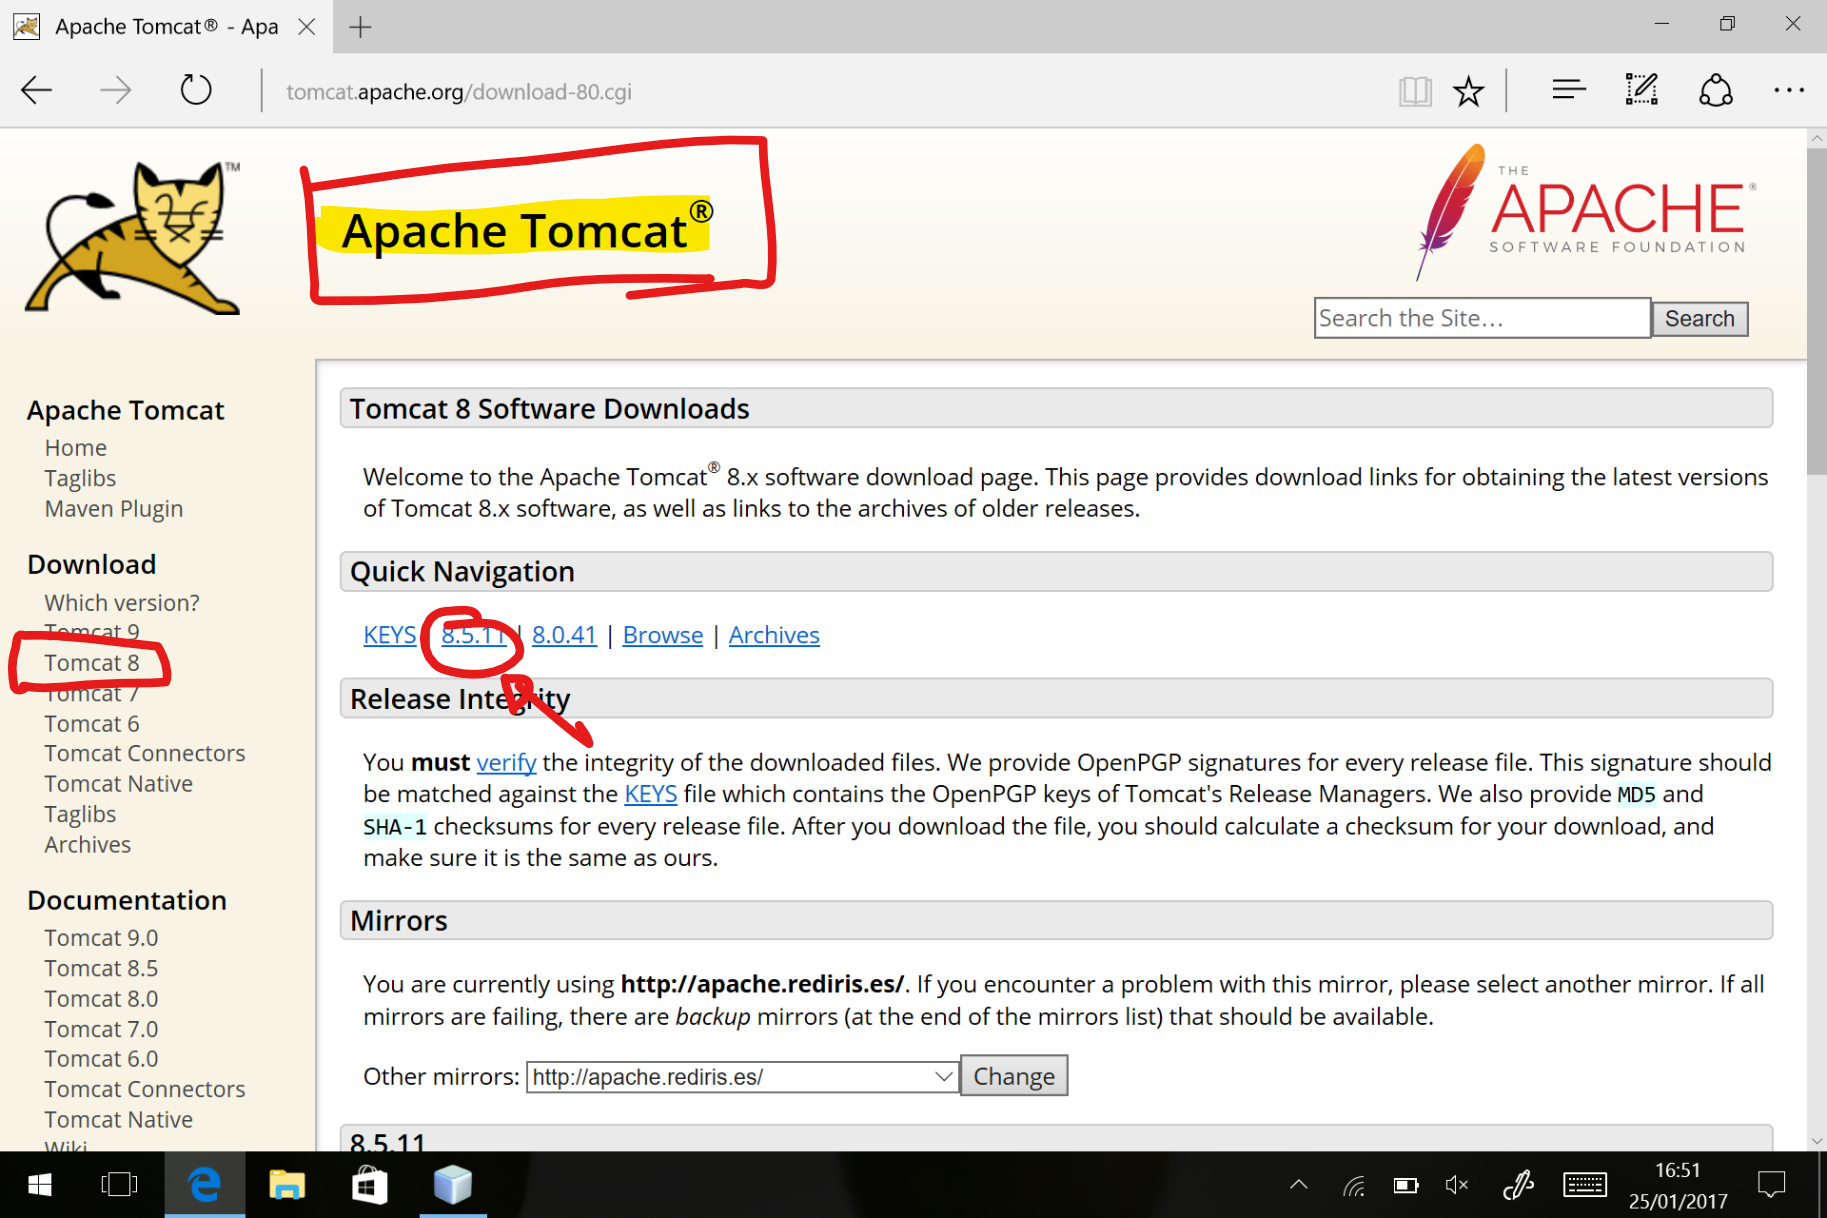 Apache Tomcat® - Apa
tomcat.apache.org/download-80.cgi
TM
Apache Tomcat®
THE
APACHE®
SOFTWARE FOUNDATION
Search the Site...
Search
Apache Tomcat
Home
Taglibs
Maven Plugin
Download
Which version?
Tomcat 9
Tomcat 8
Tomcat 7
Tomcat 6
Tomcat Connectors
Tomcat Native
Taglibs
Archives
Documentation
Tomcat 9.0
Tomcat 8.5
Tomcat 8.0
Tomcat 7.0
Tomcat 6.0
Tomcat Connectors
Tomcat Native
Wiki
Tomcat 8 Software Downloads
Welcome to the Apache Tomcat® 8.x software download page. This page provides download links for obtaining the latest versions
of Tomcat 8.x software, as well as links to the archives of older releases.
Quick Navigation
KEYS | 8.5.11 | 8.0.41 | Browse | Archives
Release Integrity
You must verify the integrity of the downloaded files. We provide OpenPGP signatures for every release file. This signature should
be matched against the KEYS file which contains the OpenPGP keys of Tomcat's Release Managers. We also provide MD5 and
SHA-1 checksums for every release file. After you download the file, you should calculate a checksum for your download, and
make sure it is the same as ours.
Mirrors
You are currently using http://apache.rediris.es/. If you encounter a problem with this mirror, please select another mirror. If all
mirrors are failing, there are backup mirrors (at the end of the mirrors list) that should be available.
Other mirrors: http://apache.rediris.es/ Change
8.5.11
16:51
25/01/2017